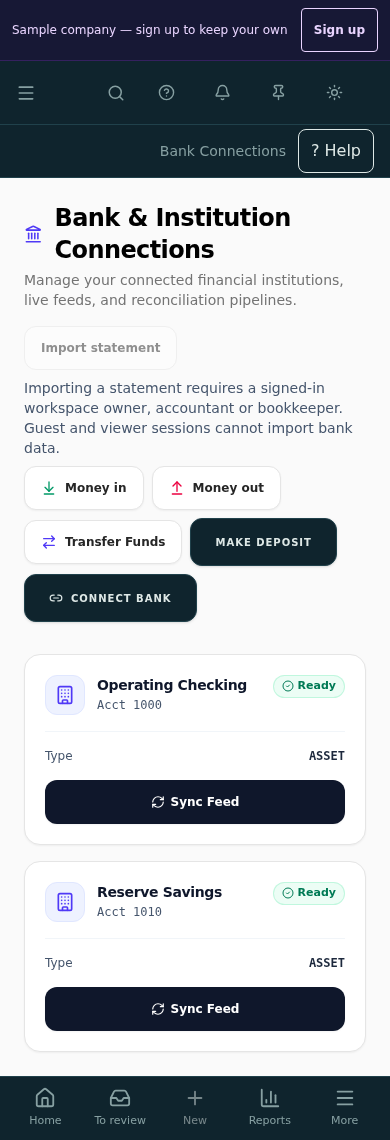 Sample company — sign up to keep your own
Sign up
Bank Connections
? Help
Bank & Institution
Connections
Manage your connected financial institutions,
live feeds, and reconciliation pipelines.
Import statement
Importing a statement requires a signed-in
workspace owner, accountant or bookkeeper.
Guest and viewer sessions cannot import bank
data.
Money in
Money out
Transfer Funds
MAKE DEPOSIT
CONNECT BANK
Operating Checking
Ready
Acct 1000
Type
ASSET
Sync Feed
Reserve Savings
Ready
Acct 1010
Type
ASSET
Sync Feed
Home
To review
New
Reports
More